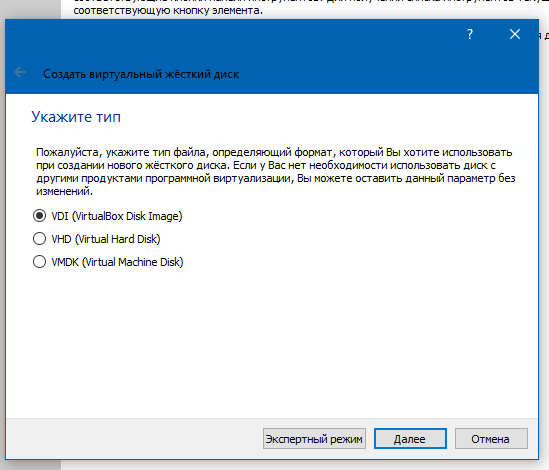 соответствующую кнопку элемента.
?
Создать виртуальный жёсткий диск
Укажите тип
Пожалуйста, укажите тип файла, определяющий формат, который Вы хотите использовать
при создании нового жёсткого диска. Если у Вас нет необходимости использовать диск с
другими продуктами программной виртуализации, Вы можете оставить данный параметр без
изменений.
VDI (VirtualBox Disk Image)
VHD (Virtual Hard Disk)
VMDK (Virtual Machine Disk)
Экспертный режим
Далее
Отмена